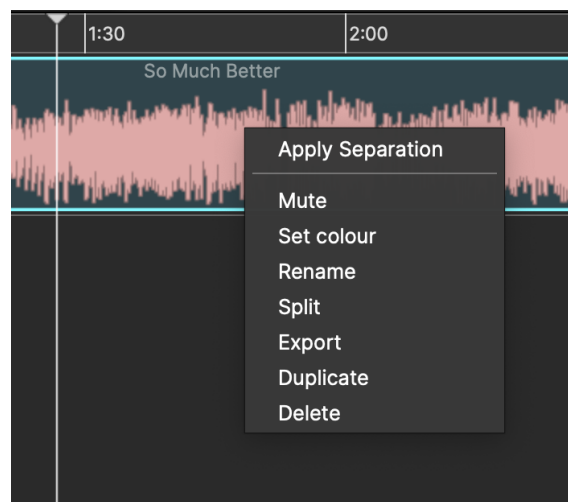 1:30
2:00
So Much Better
Apply Separation
Mute
Set colour
Rename
Split
Export
Duplicate
Delete